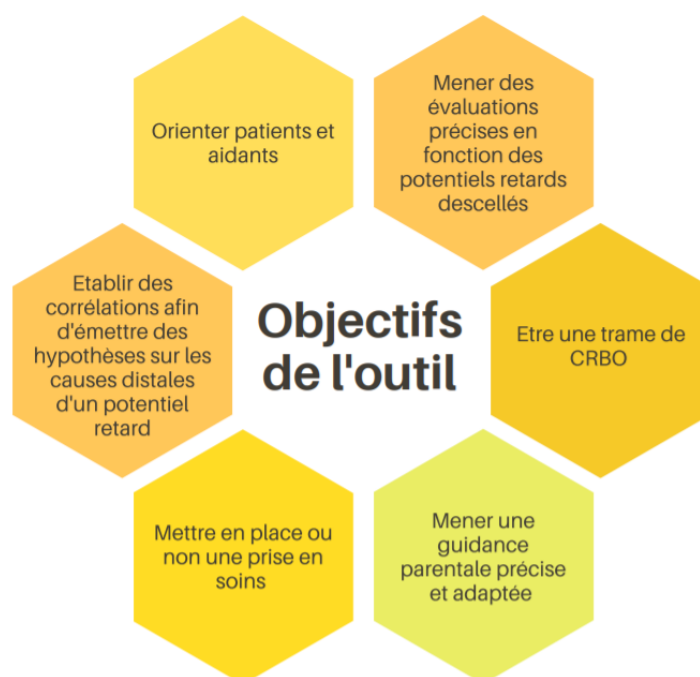 Orienter patients et
aidants
Mener des
évaluations
précises en
fonction des
potentiels retards
descellés
Etablir des
corrélations afin
d'émettre des
hypothèses sur les
causes distales
d'un potentiel
retard
Objectifs
de l'outil
Etre une trame de
CRBO
Mettre en place ou
non une prise en
soins
Mener une
guidance
parentale précise
et adaptée